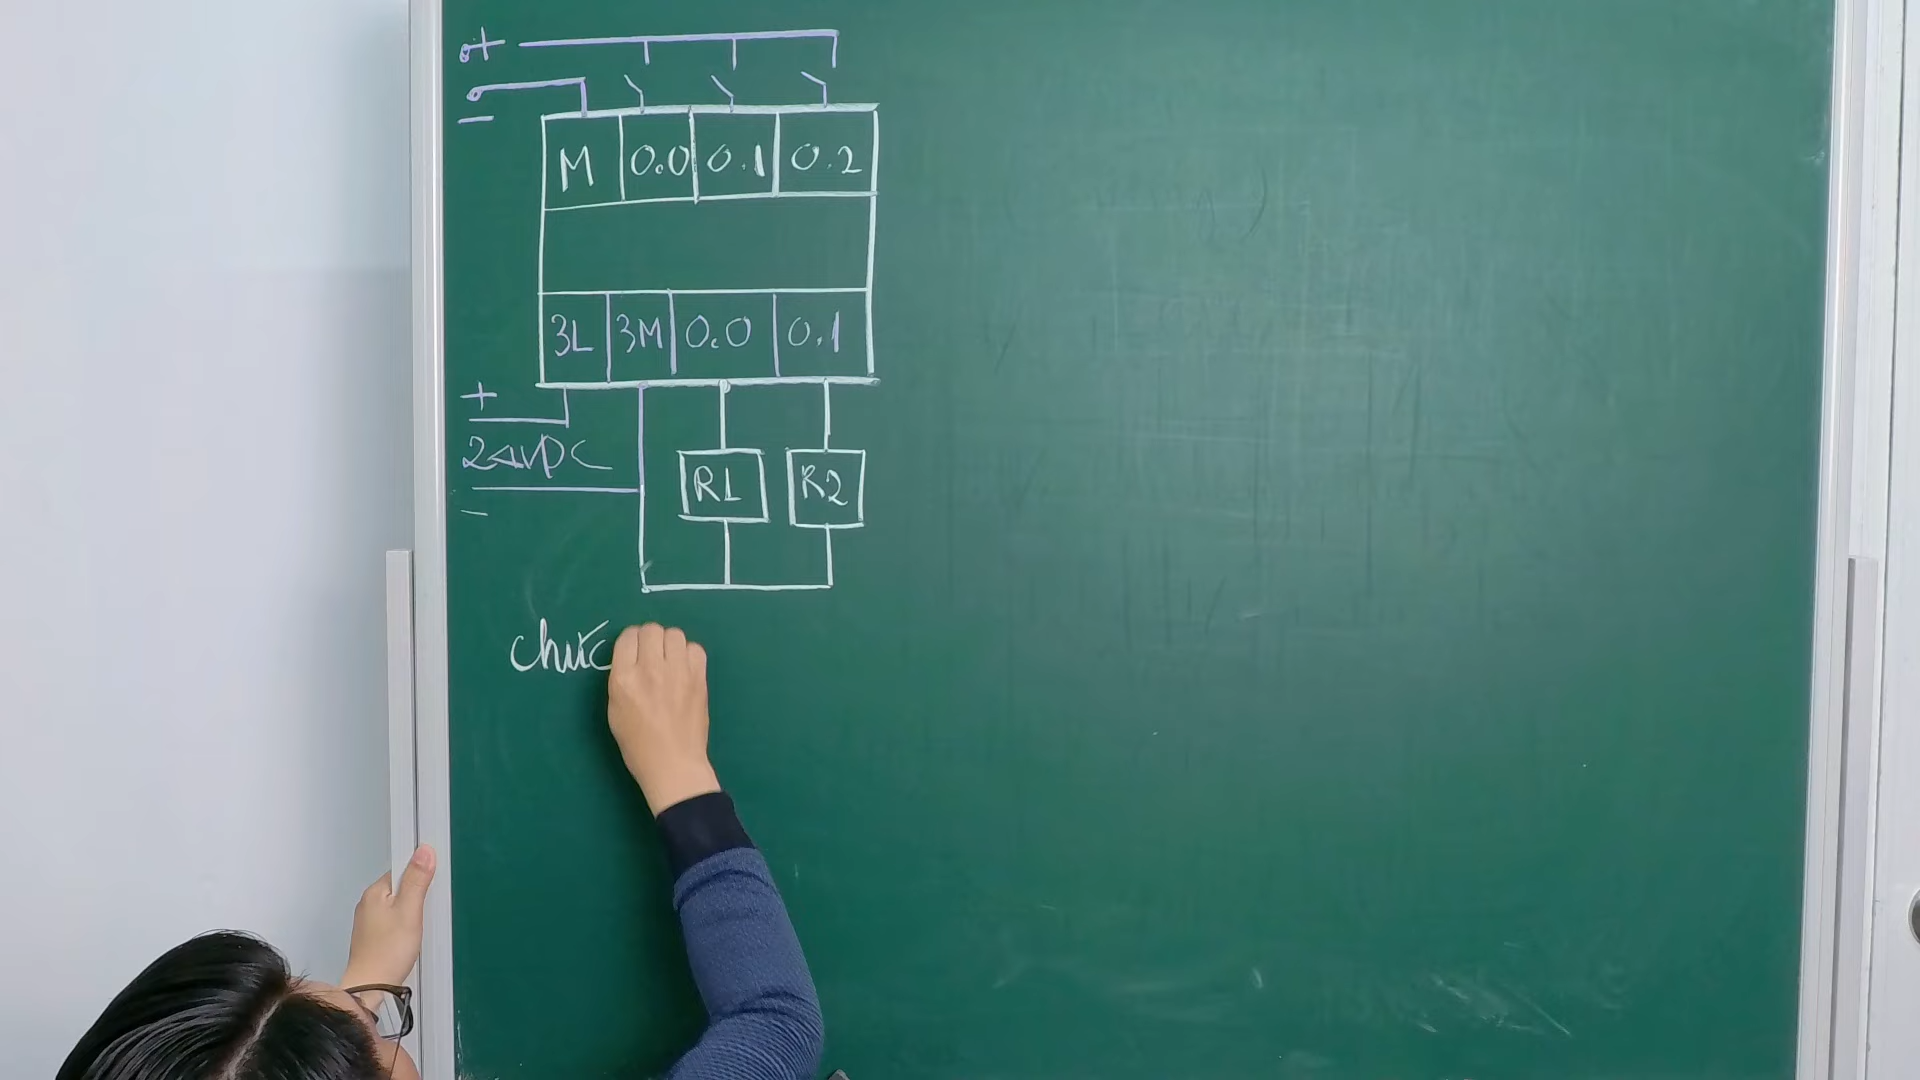 +
−
M 0.0 0.1 0.2
3L 3M 0.0 0.1
+
24VDC
R1 R2
−
chức